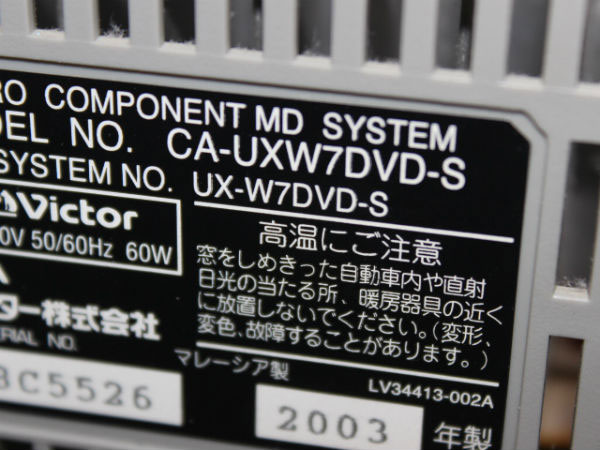 RO COMPONENT MD SYSTEM
DEL NO. CA-UXW7DVD-S
SYSTEM NO. UX-W7DVD-S
Victor
0V 50/60Hz 60W
高温にご注意
窓をしめきった自動車内や直射
日光の当たる所、暖房器具の近く
に放置しないでください。(変形、
変色、故障することがあります。)
ター株式会社
ERIAL NO.
マレーシア製
LV34413-002A
BC5526
2003 年製